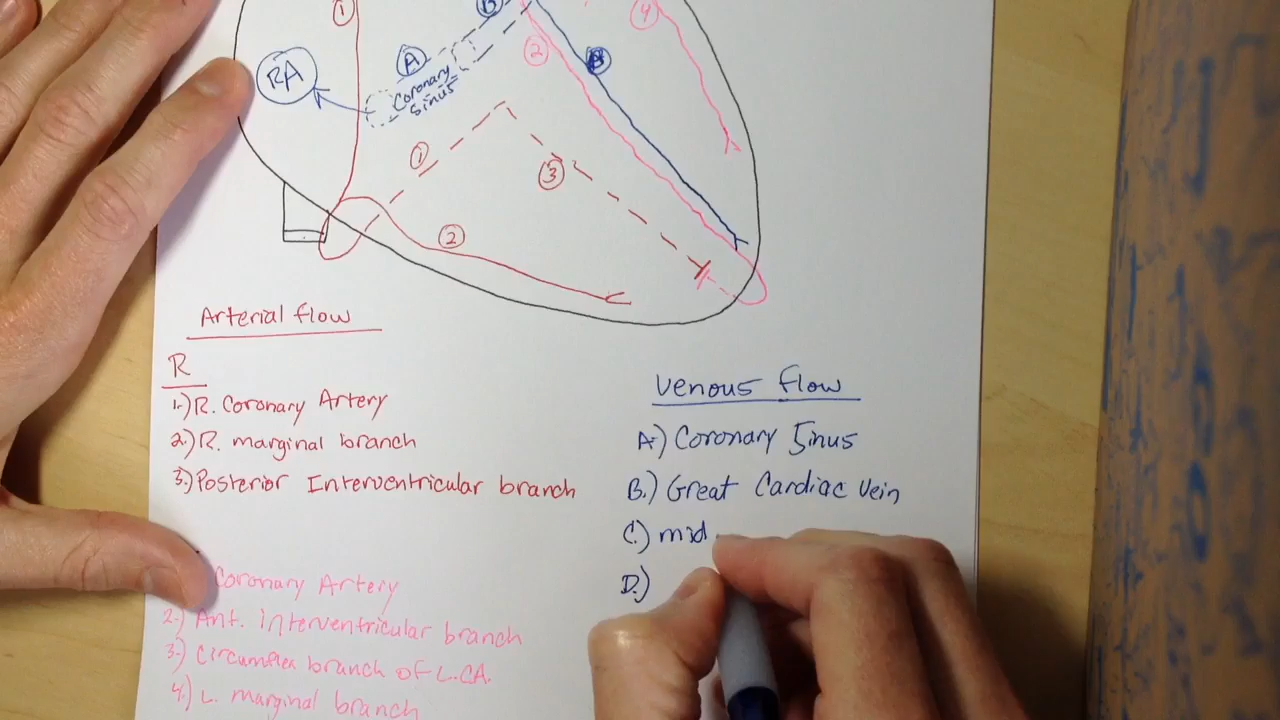 1
B
4
2
A
RA
Coronary
Sinus
1
3
2
Arterial flow
R
1.) R. Coronary Artery
2.) R. marginal branch
3.) Posterior Interventricular branch
Venous flow
A.) Coronary Sinus
B.) Great Cardiac Vein
C.) mid
D.)
Coronary Artery
2.) Ant. Interventricular branch
3.) Circumflex branch of L.CA.
4.) L. marginal branch